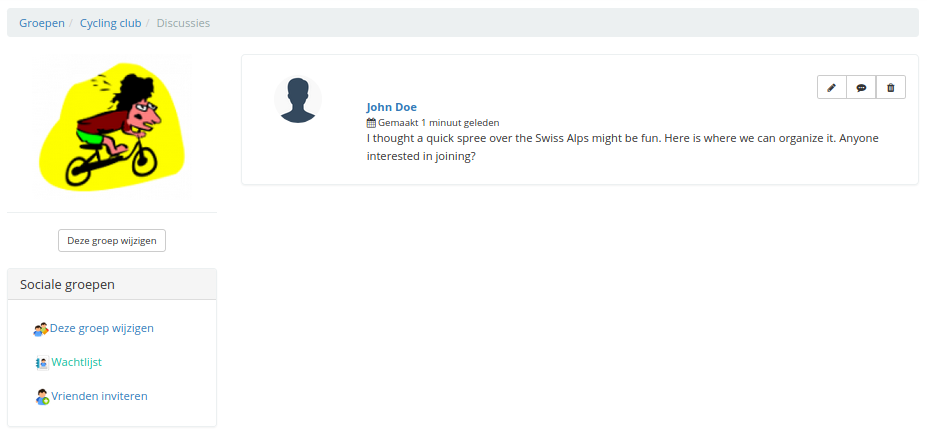 Groepen / Cycling club / Discussies
John Doe
Gemaakt 1 minuut geleden
I thought a quick spree over the Swiss Alps might be fun. Here is where we can organize it. Anyone
interested in joining?
Deze groep wijzigen
Sociale groepen
Deze groep wijzigen
Wachtlijst
Vrienden inviteren